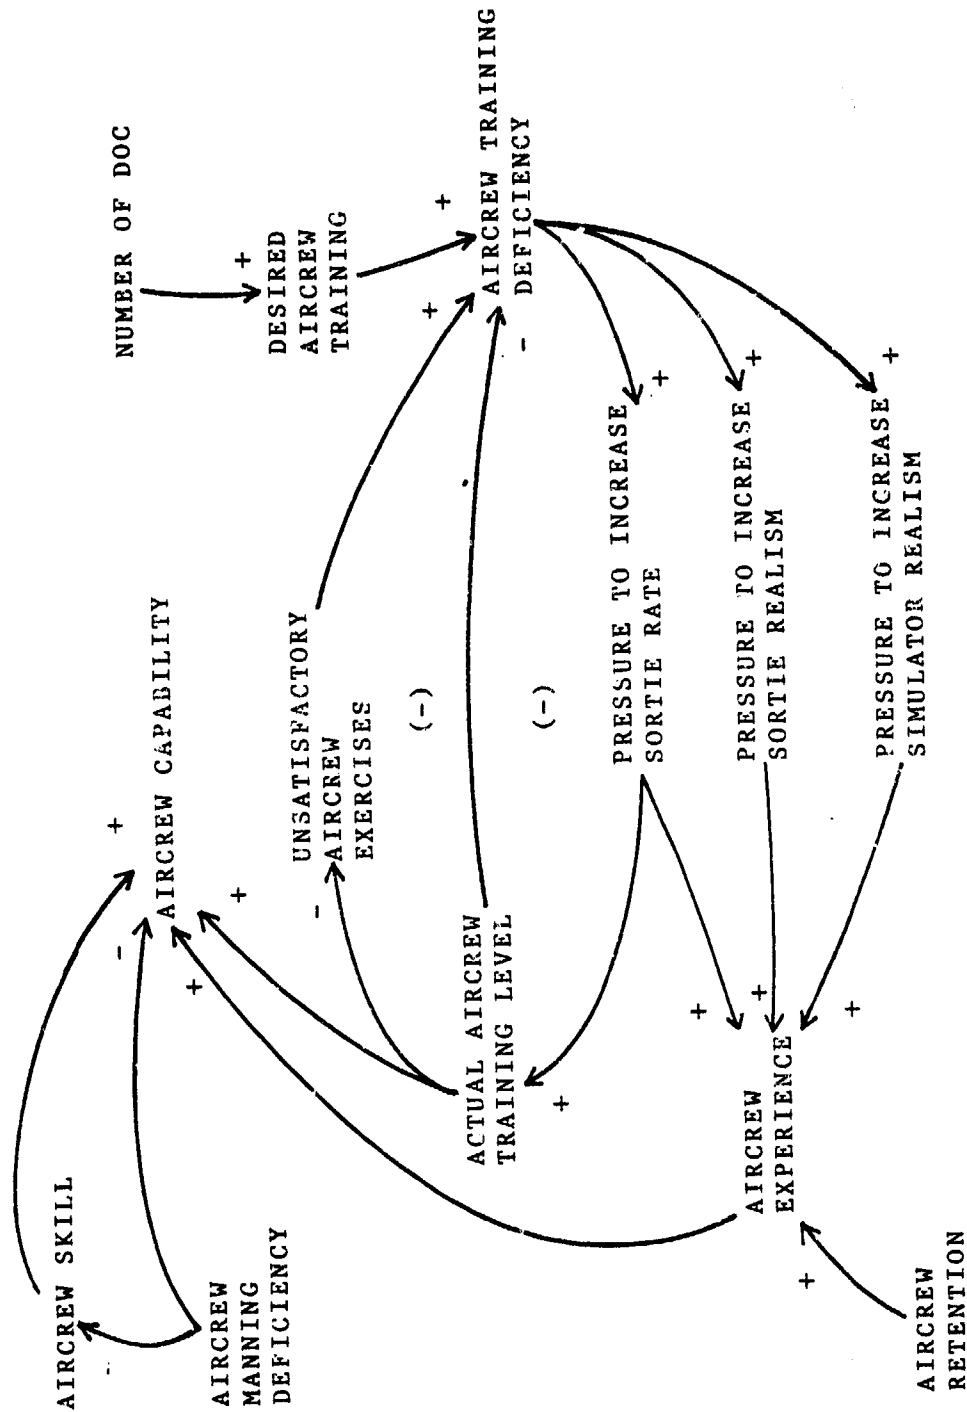 AIRCREW SKILL
-
AIRCREW
MANNING
DEFICIENCY
+
AIRCREW CAPABILITY
-
+
+
NUMBER OF DOC
+
DESIRED
AIRCREW
TRAINING
UNSATISFACTORY
AIRCREW
EXERCISES
-
(-)
+
+
AIRCREW TRAINING
DEFICIENCY
-
ACTUAL AIRCREW
TRAINING LEVEL
+
(-)
PRESSURE TO INCREASE
SORTIE RATE
+
PRESSURE TO INCREASE
SORTIE REALISM
+
PRESSURE TO INCREASE
SIMULATOR REALISM
+
AIRCREW
EXPERIENCE
+
+
+
+
AIRCREW
RETENTION